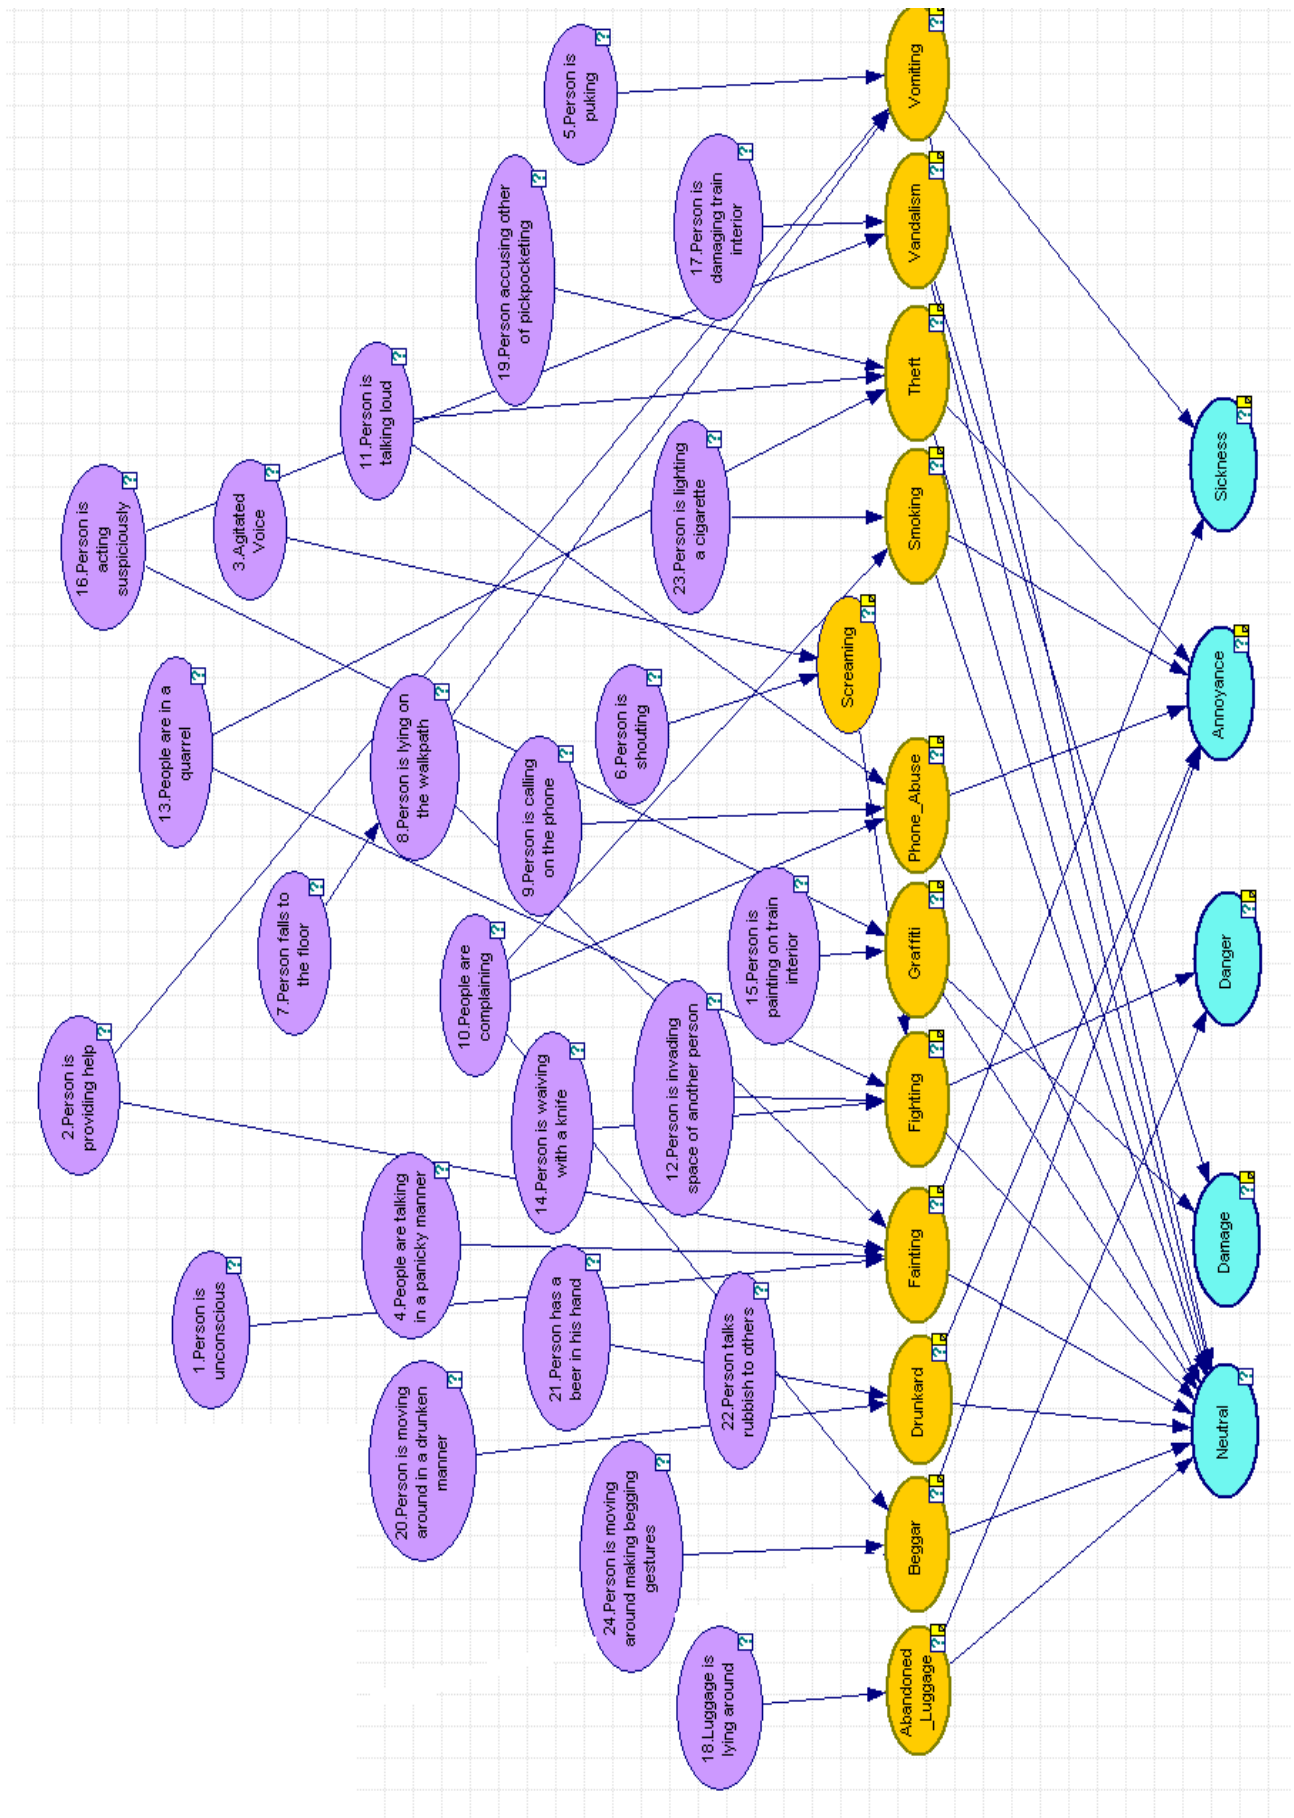 2.Person is
providing help
16.Person is
acting
suspiciously
13.People are in a
quarrel
1.Person is
unconscious
3.Agitated
Voice
7.Person falls to
the floor
11.Person is
talking loud
4.People are talking
in a panicky manner
8.Person is lying on
the walkpath
20.Person is moving
around in a drunken
manner
10.People are
complaining
19.Person accusing other
of pickpocketing
9.Person is calling
on the phone
14.Person is waiving
with a knife
21.Person has a
beer in his hand
5.Person is
puking
24.Person is moving
around making begging
gestures
6.Person is
shouting
12.Person is invading
space of another person
23.Person is lighting
a cigarette
17.Person is
damaging train
interior
18.Luggage is
lying around
22.Person talks
rubbish to others
15.Person is
painting on train
interior
Screaming
Abandoned
_Luggage
Beggar
Drunkard
Fainting
Fighting
Graffiti
Phone_Abuse
Smoking
Theft
Vandalism
Vomiting
Neutral
Damage
Danger
Annoyance
Sickness